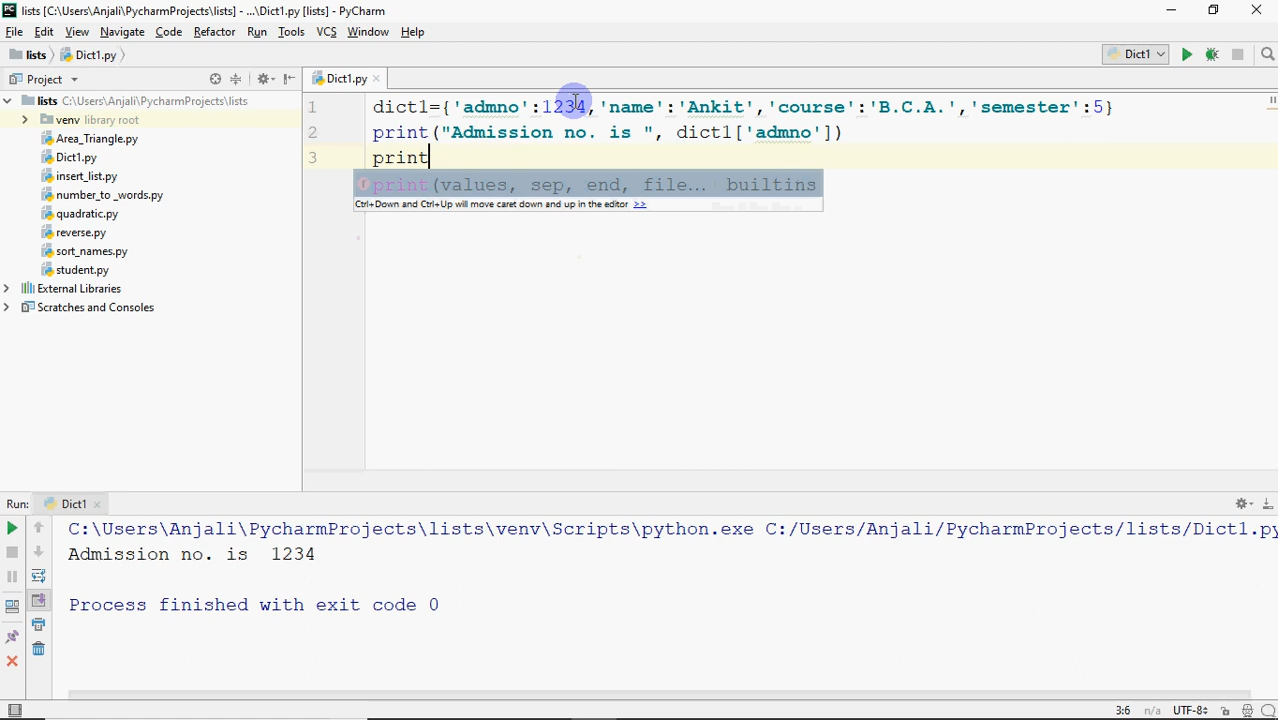 PC lists [C:\Users\Anjali\PycharmProjects\lists] - ...\Dict1.py [lists] - PyCharm
File Edit View Navigate Code Refactor Run Tools VCS Window Help
lists Dict1.py Dict1
Project Dict1.py
lists C:\Users\Anjali\PycharmProjects\lists
venv library root
Area_Triangle.py
Dict1.py
insert_list.py
number_to _words.py
quadratic.py
reverse.py
sort_names.py
student.py
External Libraries
Scratches and Consoles
1 dict1={'admno':1234,'name':'Ankit','course':'B.C.A.','semester':5}
2 print("Admission no. is ", dict1['admno'])
3 print
f print(values, sep, end, file... builtins
Ctrl+Down and Ctrl+Up will move caret down and up in the editor >>
Run: Dict1
C:\Users\Anjali\PycharmProjects\lists\venv\Scripts\python.exe C:/Users/Anjali/PycharmProjects/lists/Dict1.py
Admission no. is  1234
Process finished with exit code 0
3:6 n/a UTF-8